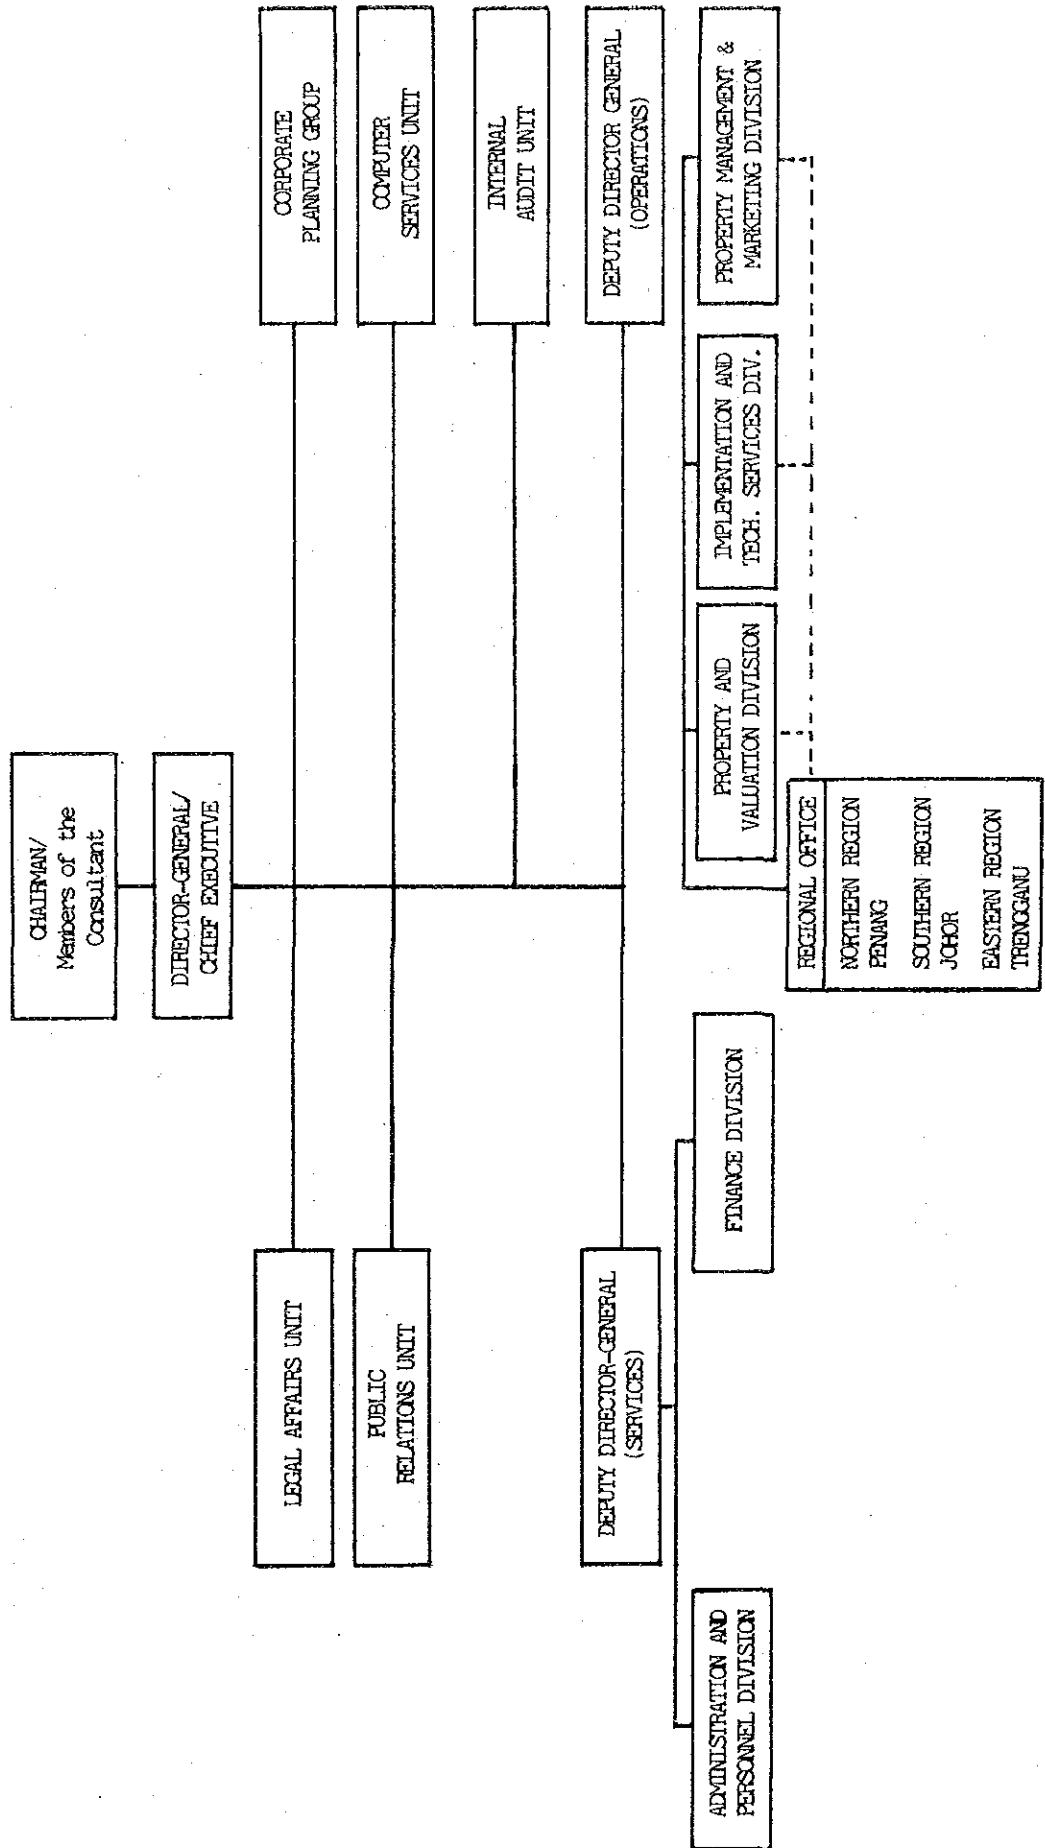 CHAIRMAN/
Members of the
Consultant
DIRECTOR-GENERAL/
CHIEF EXECUTIVE
LEGAL AFFAIRS UNIT
CORPORATE
PLANNING GROUP
PUBLIC
RELATIONS UNIT
COMPUTER
SERVICES UNIT
INTERNAL
AUDIT UNIT
DEPUTY DIRECTOR-GENERAL
(SERVICES)
DEPUTY DIRECTOR GENERAL
(OPERATIONS)
ADMINISTRATION AND
PERSONNEL DIVISION
FINANCE DIVISION
PROPERTY AND
VALUATION DIVISION
IMPLEMENTATION AND
TECH. SERVICES DIV.
PROPERTY MANAGEMENT &
MARKETING DIVISION
REGIONAL OFFICE
NORTHERN REGION
PENANG
SOUTHERN REGION
JOHOR
EASTERN REGION
TRENGGANU